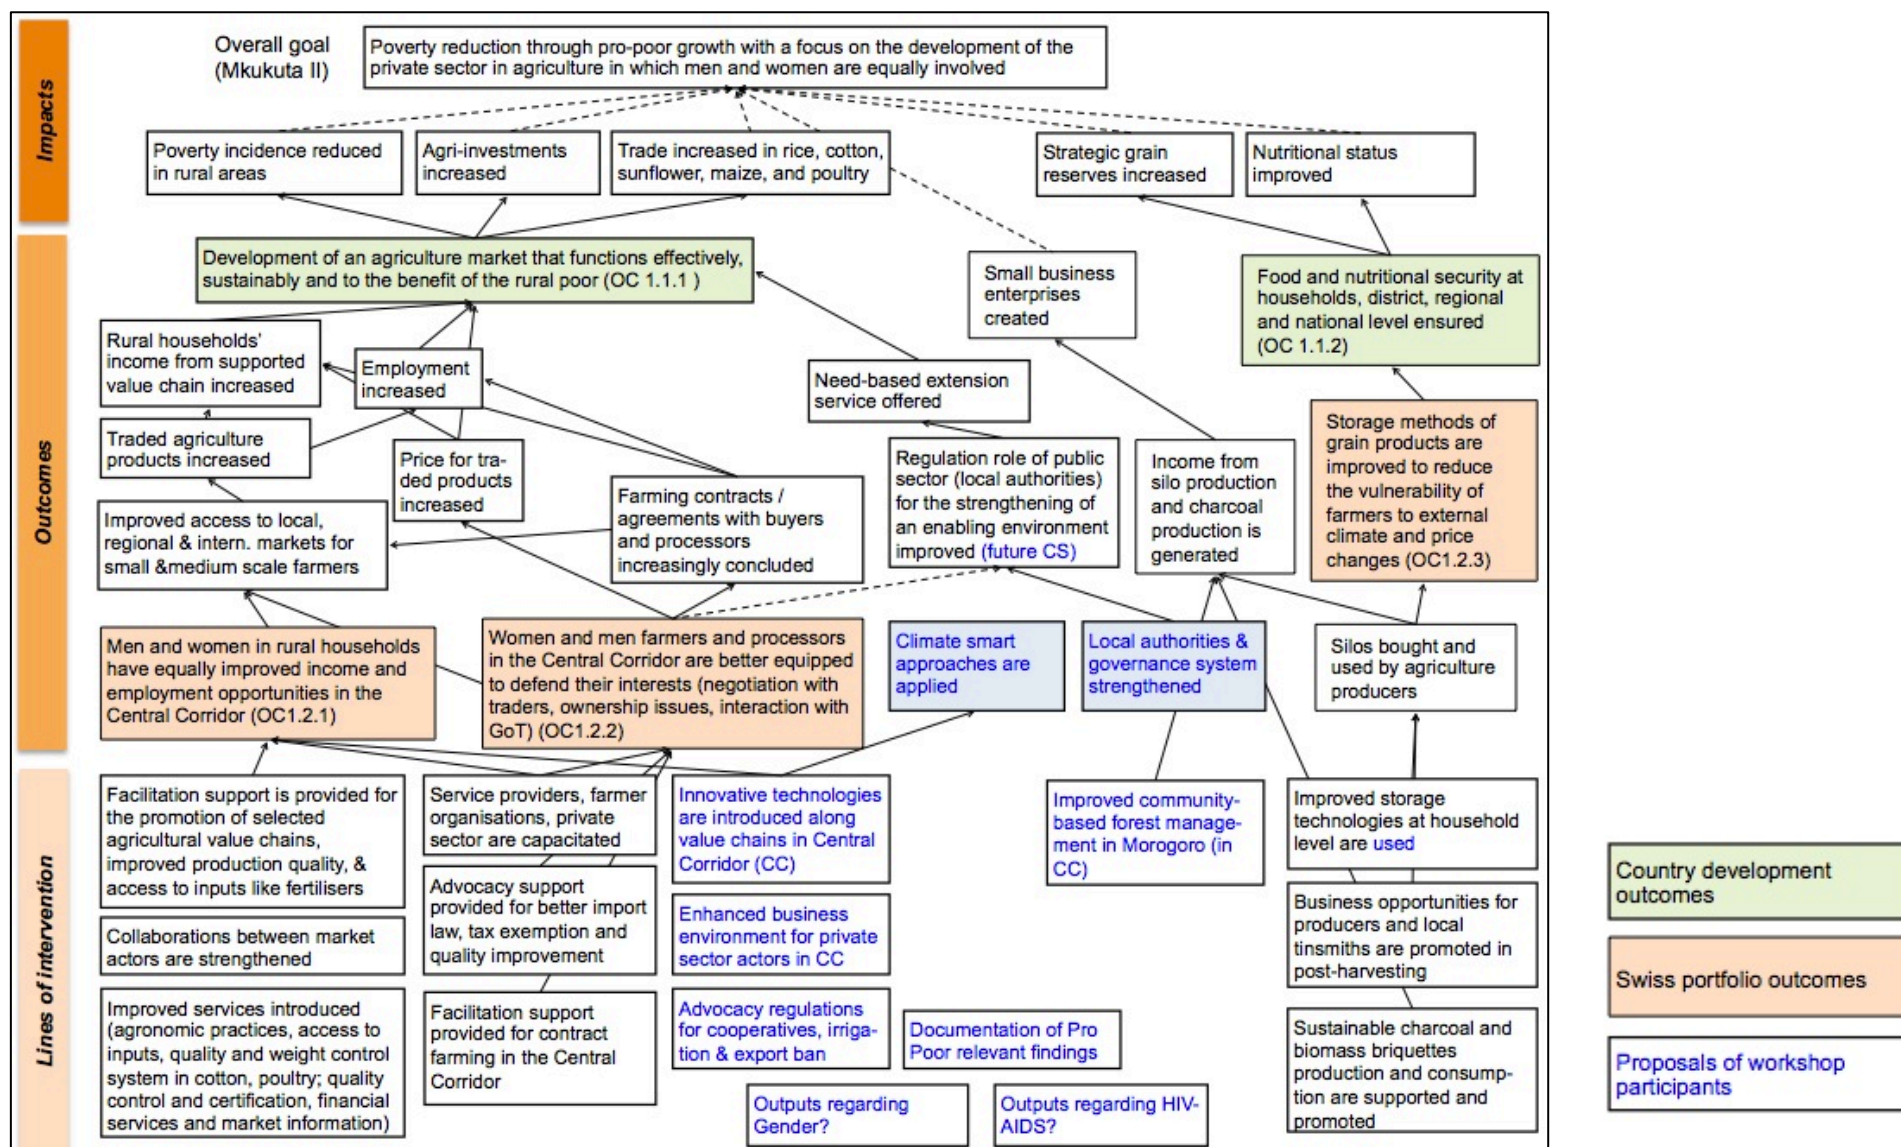 Impacts
Overall goal
(Mkukuta II)
Poverty reduction through pro-poor growth with a focus on the development of the
private sector in agriculture in which men and women are equally involved
Poverty incidence reduced
in rural areas
Agri-investments
increased
Trade increased in rice, cotton,
sunflower, maize, and poultry
Strategic grain
reserves increased
Nutritional status
improved
Outcomes
Development of an agriculture market that functions effectively,
sustainably and to the benefit of the rural poor (OC 1.1.1 )
Small business
enterprises
created
Food and nutritional security at
households, district, regional
and national level ensured
(OC 1.1.2)
Rural households'
income from supported
value chain increased
Employment
increased
Need-based extension
service offered
Traded agriculture
products increased
Price for tra-
ded products
increased
Farming contracts /
agreements with buyers
and processors
increasingly concluded
Regulation role of public
sector (local authorities)
for the strengthening of
an enabling environment
improved (future CS)
Income from
silo production
and charcoal
production is
generated
Storage methods of
grain products are
improved to reduce
the vulnerability of
farmers to external
climate and price
changes (OC1.2.3)
Improved access to local,
regional & intern. markets for
small &medium scale farmers
Men and women in rural households
have equally improved income and
employment opportunities in the
Central Corridor (OC1.2.1)
Women and men farmers and processors
in the Central Corridor are better equipped
to defend their interests (negotiation with
traders, ownership issues, interaction with
GoT) (OC1.2.2)
Climate smart
approaches are
applied
Local authorities &
governance system
strengthened
Silos bought and
used by agriculture
producers
Lines of intervention
Facilitation support is provided for
the promotion of selected
agricultural value chains,
improved production quality, &
access to inputs like fertilisers
Service providers, farmer
organisations, private
sector are capacitated
Innovative technologies
are introduced along
value chains in Central
Corridor (CC)
Improved community-
based forest manage-
ment in Morogoro (in
CC)
Improved storage
technologies at household
level are used
Collaborations between market
actors are strengthened
Advocacy support
provided for better import
law, tax exemption and
quality improvement
Enhanced business
environment for private
sector actors in CC
Business opportunities for
producers and local
tinsmiths are promoted in
post-harvesting
Improved services introduced
(agronomic practices, access to
inputs, quality and weight control
system in cotton, poultry; quality
control and certification, financial
services and market information)
Facilitation support
provided for contract
farming in the Central
Corridor
Advocacy regulations
for cooperatives, irriga-
tion & export ban
Documentation of Pro
Poor relevant findings
Sustainable charcoal and
biomass briquettes
production and consump-
tion are supported and
promoted
Outputs regarding
Gender?
Outputs regarding HIV-
AIDS?
Country development
outcomes
Swiss portfolio outcomes
Proposals of workshop
participants